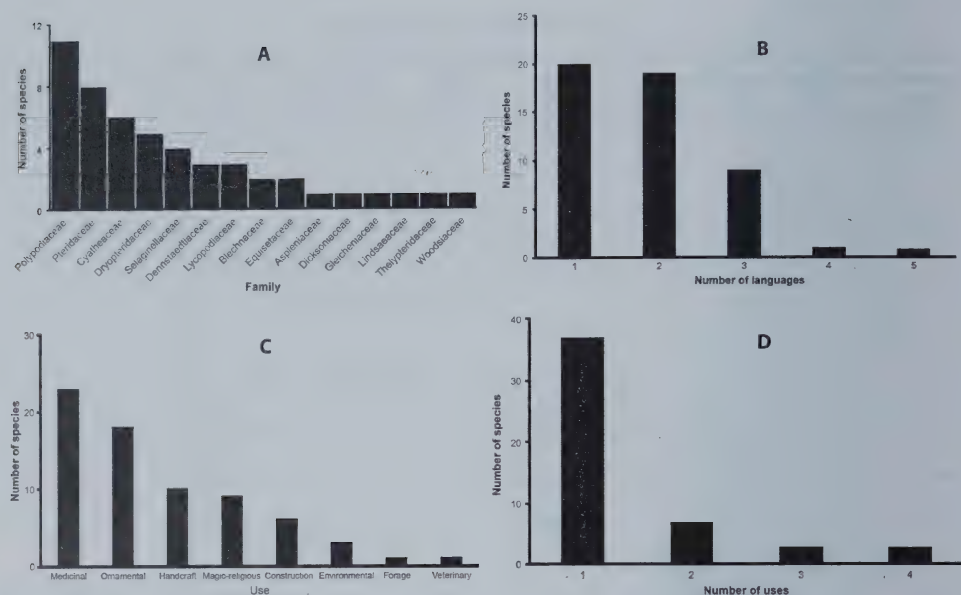 A
Number of species
12
8
4
0
Polypodiaceae
Pteridaceae
Cyatheaceae
Dryopteridaceae
Selaginellaceae
Dennstaedtiaceae
Lycopodiaceae
Blechnaceae
Equisetaceae
Aspleniaceae
Dicksoniaceae
Gleicheniaceae
Lindsaeaceae
Thelypteridaceae
Woodsiaceae
Family
B
Number of species
25
20
15
10
5
0
1 2 3 4 5
Number of languages
C
Number of species
30
20
10
0
Medicinal Ornamental Handcraft Magic-religious Construction Environmental Forage Veterinary
Use
D
Number of species
40
30
20
10
0
1 2 3 4
Number of uses